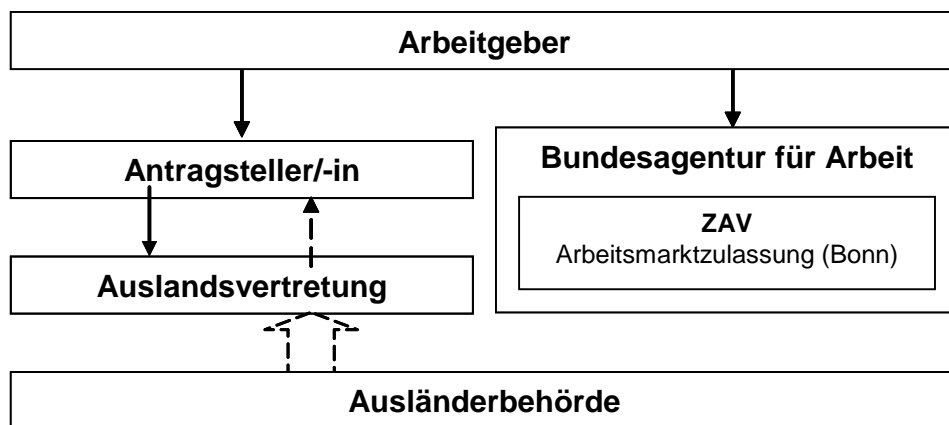 Arbeitgeber
Antragsteller/-in
Auslandsvertretung
Bundesagentur für Arbeit
ZAV
Arbeitsmarktzulassung (Bonn)
Ausländerbehörde